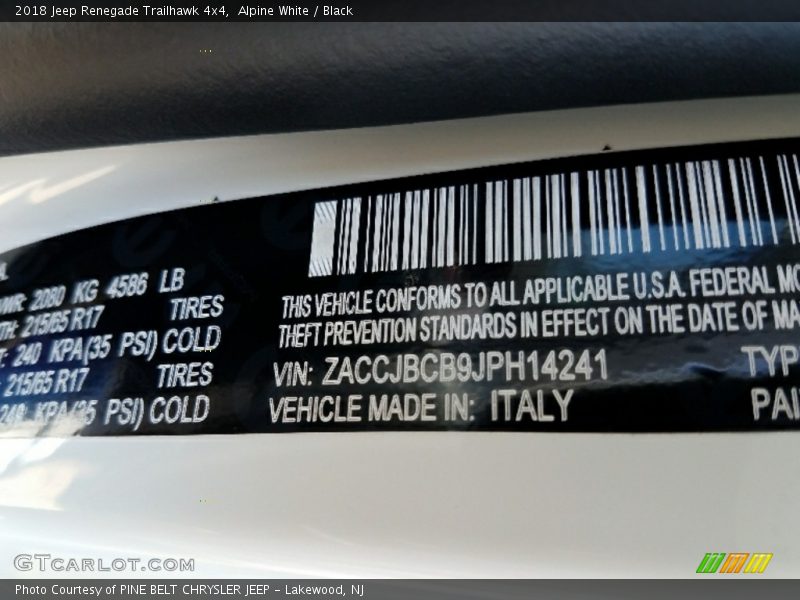 2018 Jeep Renegade Trailhawk 4x4,  Alpine White / Black
2080 KG 4586 LB
215/65 R17 TIRES
240 KPA(35 PSI) COLD
215/65 R17 TIRES
240 KPA(35 PSI) COLD
THIS VEHICLE CONFORMS TO ALL APPLICABLE U.S.A. FEDERAL MO
THEFT PREVENTION STANDARDS IN EFFECT ON THE DATE OF MA
VIN: ZACCJBCB9JPH14241 TYP
VEHICLE MADE IN: ITALY PAI
GTCARLOT.COM
Photo Courtesy of PINE BELT CHRYSLER JEEP - Lakewood, NJ